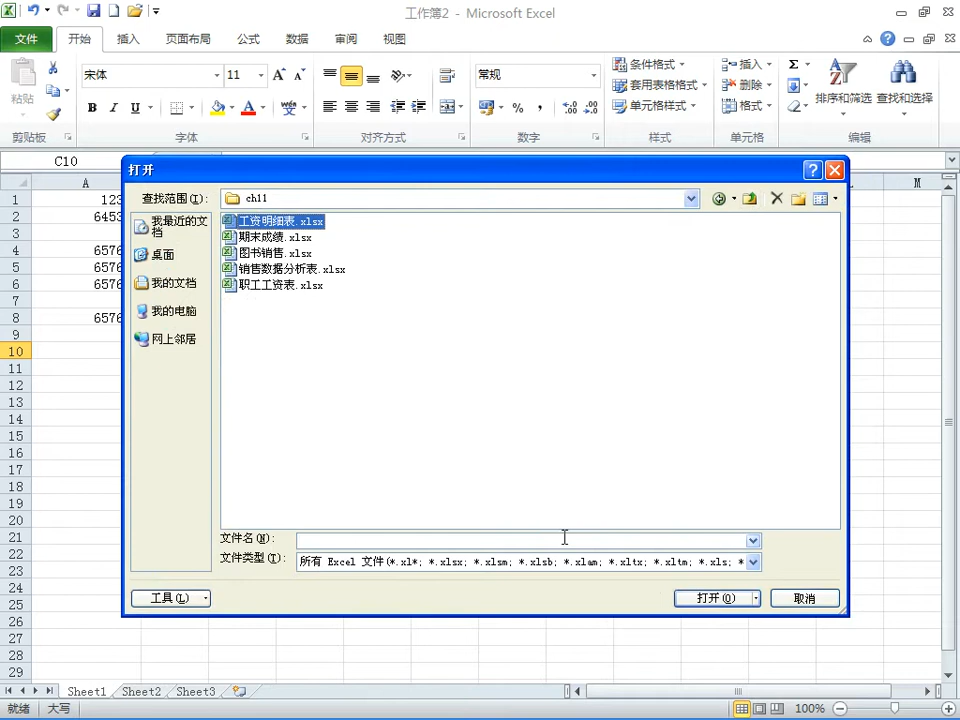 工作簿2 - Microsoft Excel
文件 开始 插入 页面布局 公式 数据 审阅 视图
宋体 11 常规 条件格式 插入 Σ
粘贴 套用表格格式 删除 排序和筛选 查找和选择
B I U A % , 单元格样式 格式
剪贴板 字体 对齐方式 数字 样式 单元格 编辑
C10
打开
A M
查找范围(I): ch11
1 123
2 6453
3
4 6576
5 6576
6 6576
7
8 6576
9
10
11
12
13
14
15
16
17
18
19
20
21
22
23
24
25
26
27
28
29
我最近的文档
桌面
我的文档
我的电脑
网上邻居
工资明细表.xlsx
期末成绩.xlsx
图书销售.xlsx
销售数据分析表.xlsx
职工工资表.xlsx
文件名(N):
文件类型(T): 所有 Excel 文件(*.xl*; *.xlsx; *.xlsm; *.xlsb; *.xlam; *.xltx; *.xltm; *.xls; *
工具(L) 打开(O) 取消
Sheet1 Sheet2 Sheet3
就绪 大写 100%